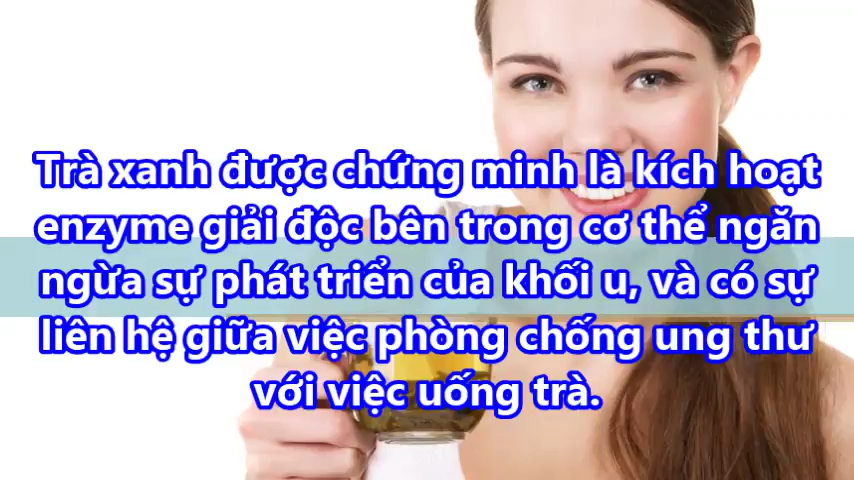 Trà xanh được chứng minh là kích hoạt
enzyme giải độc bên trong cơ thể ngăn
ngừa sự phát triển của khối u, và có sự
liên hệ giữa việc phòng chống ung thư
với việc uống trà.